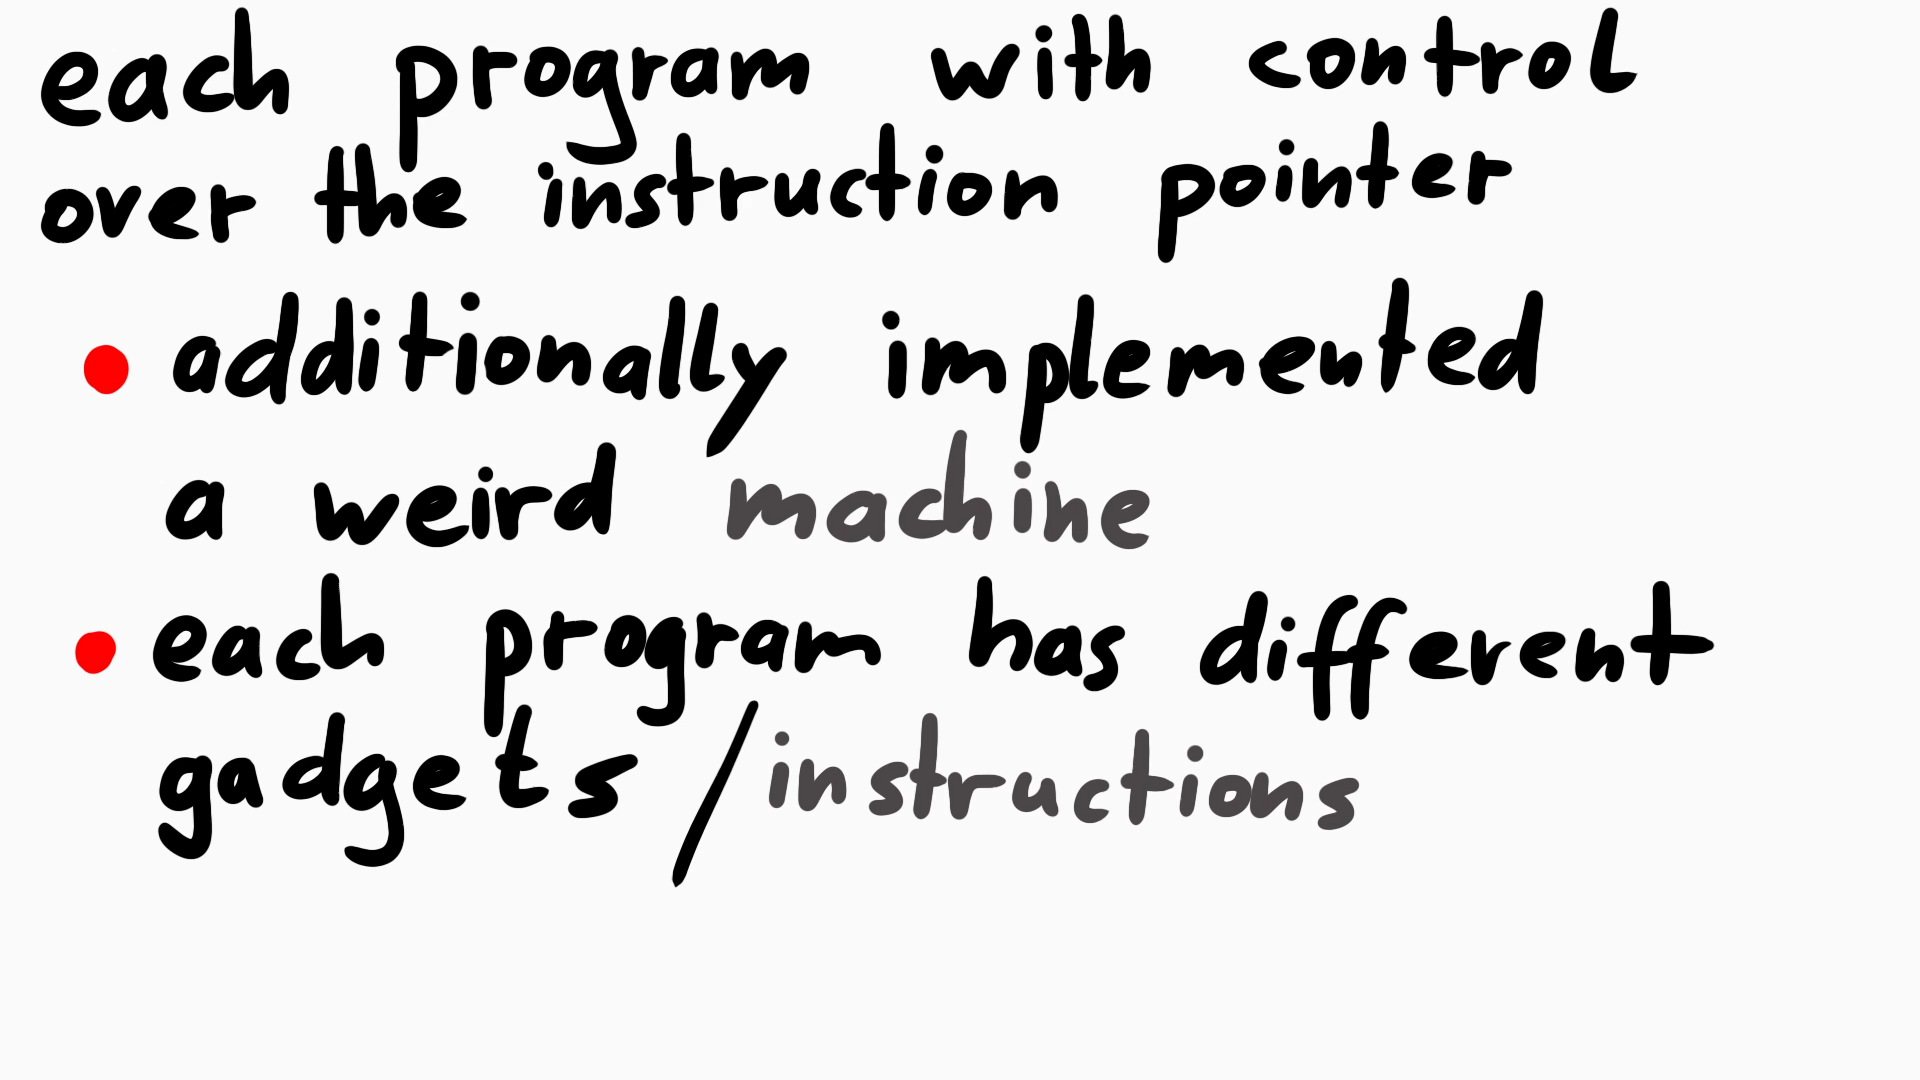 each program with control
over the instruction pointer
• additionally implemented
a weird machine
• each program has different
gadgets / instructions